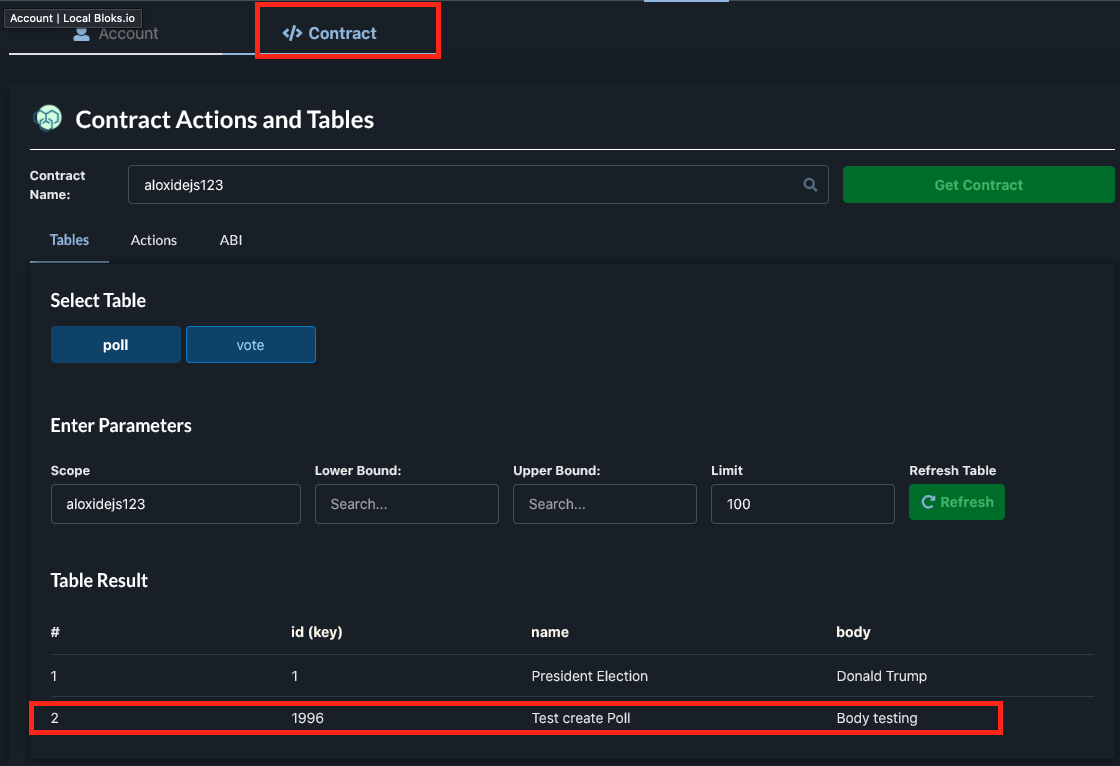 Account | Local Bloks.io
Account
</> Contract
Contract Actions and Tables
Contract
Name:
aloxidejs123
Get Contract
Tables Actions ABI
Select Table
poll vote
Enter Parameters
Scope Lower Bound: Upper Bound: Limit Refresh Table
aloxidejs123 Search... Search... 100 Refresh
Table Result
# id (key) name body
1 1 President Election Donald Trump
2 1996 Test create Poll Body testing